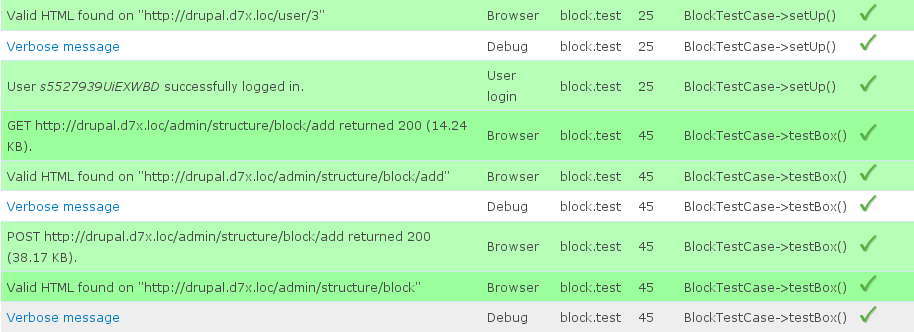 Valid HTML found on "http://drupal.d7x.loc/user/3" Browser block.test 25 BlockTestCase->setUp()
Verbose message Debug block.test 25 BlockTestCase->setUp()
User s5527939UiEXWBD successfully logged in. User login block.test 25 BlockTestCase->setUp()
GET http://drupal.d7x.loc/admin/structure/block/add returned 200 (14.24 KB). Browser block.test 45 BlockTestCase->testBox()
Valid HTML found on "http://drupal.d7x.loc/admin/structure/block/add" Browser block.test 45 BlockTestCase->testBox()
Verbose message Debug block.test 45 BlockTestCase->testBox()
POST http://drupal.d7x.loc/admin/structure/block/add returned 200 (38.17 KB). Browser block.test 45 BlockTestCase->testBox()
Valid HTML found on "http://drupal.d7x.loc/admin/structure/block" Browser block.test 45 BlockTestCase->testBox()
Verbose message Debug block.test 45 BlockTestCase->testBox()